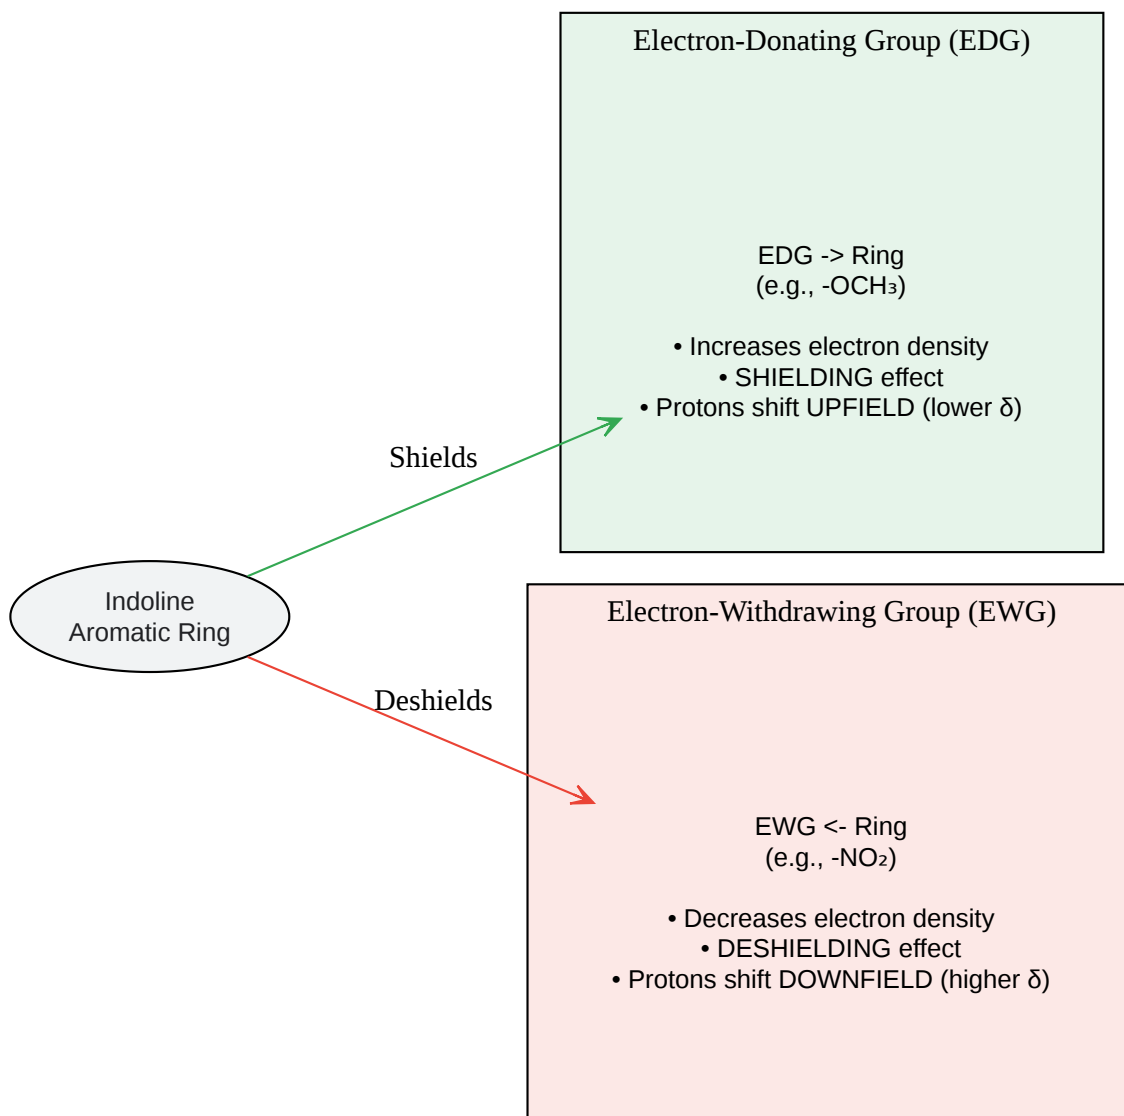 Electron-Donating Group (EDG)
EDG -> Ring
(e.g., -OCH₃)
• Increases electron density
• SHIELDING effect
• Protons shift UPFIELD (lower δ)
Shields
Indoline
Aromatic Ring
Deshields
Electron-Withdrawing Group (EWG)
EWG <- Ring
(e.g., -NO₂)
• Decreases electron density
• DESHIELDING effect
• Protons shift DOWNFIELD (higher δ)